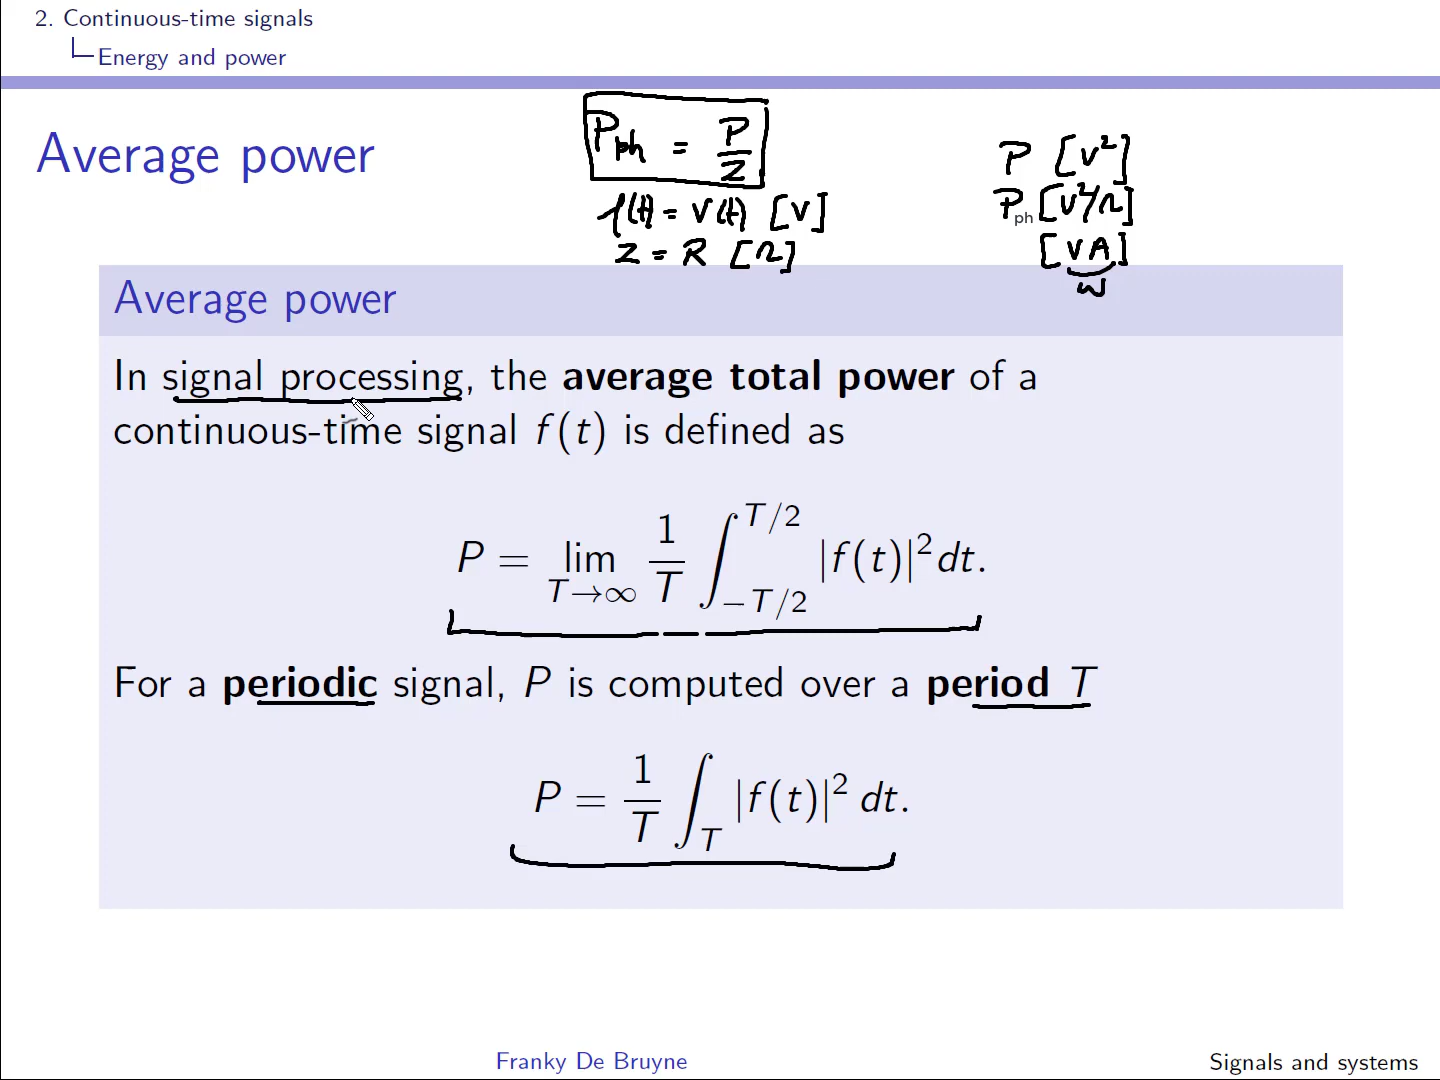 2. Continuous-time signals
Energy and power
Average power
P_ph = P/Z
f(t) = V(t) [V]
Z = R [Ω]
P [V²]
P_ph [V²/Ω]
[VA]
W
Average power
In signal processing, the average total power of a
continuous-time signal f(t) is defined as
P = lim_{T→∞} 1/T ∫_{−T/2}^{T/2} |f(t)|² dt.
For a periodic signal, P is computed over a period T
P = 1/T ∫_T |f(t)|² dt.
Franky De Bruyne
Signals and systems